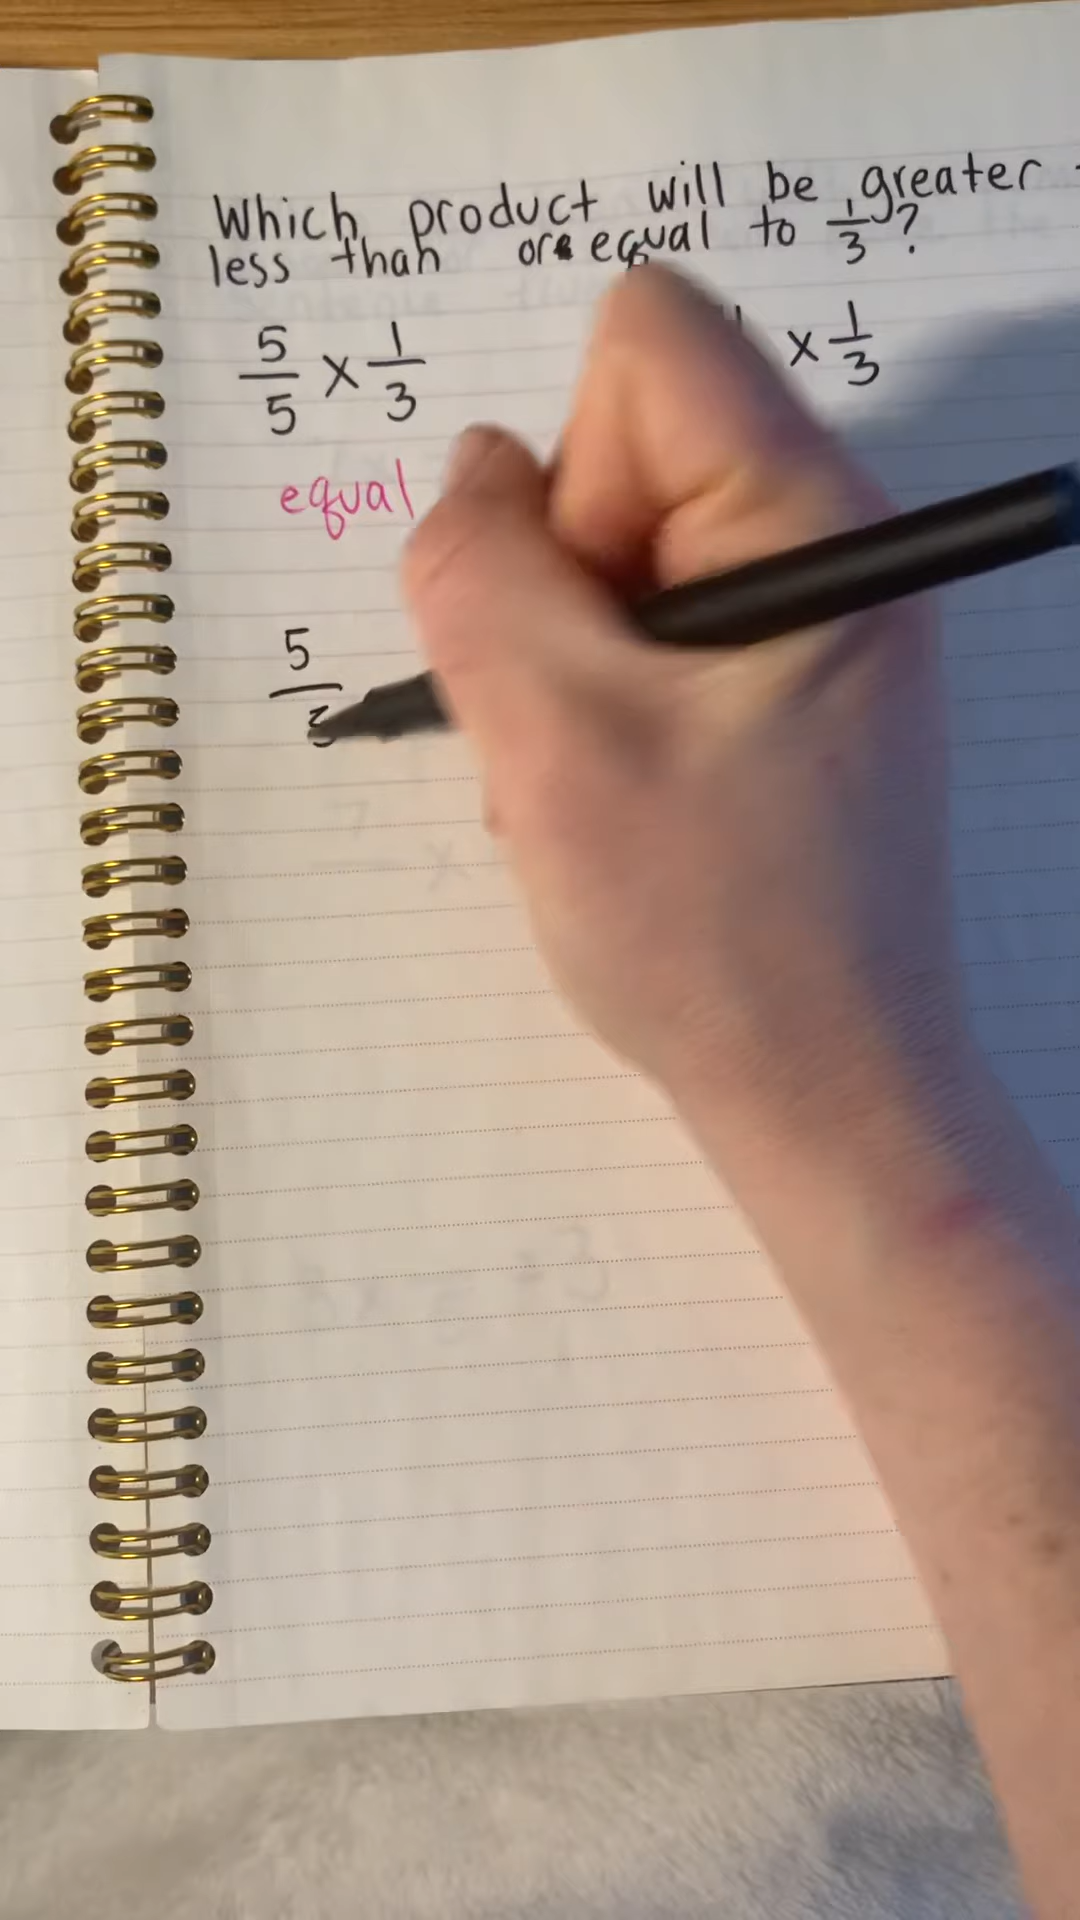 Which product will be greater
less than or equal to 1/3?
5/5 x 1/3
x 1/3
equal
5/3